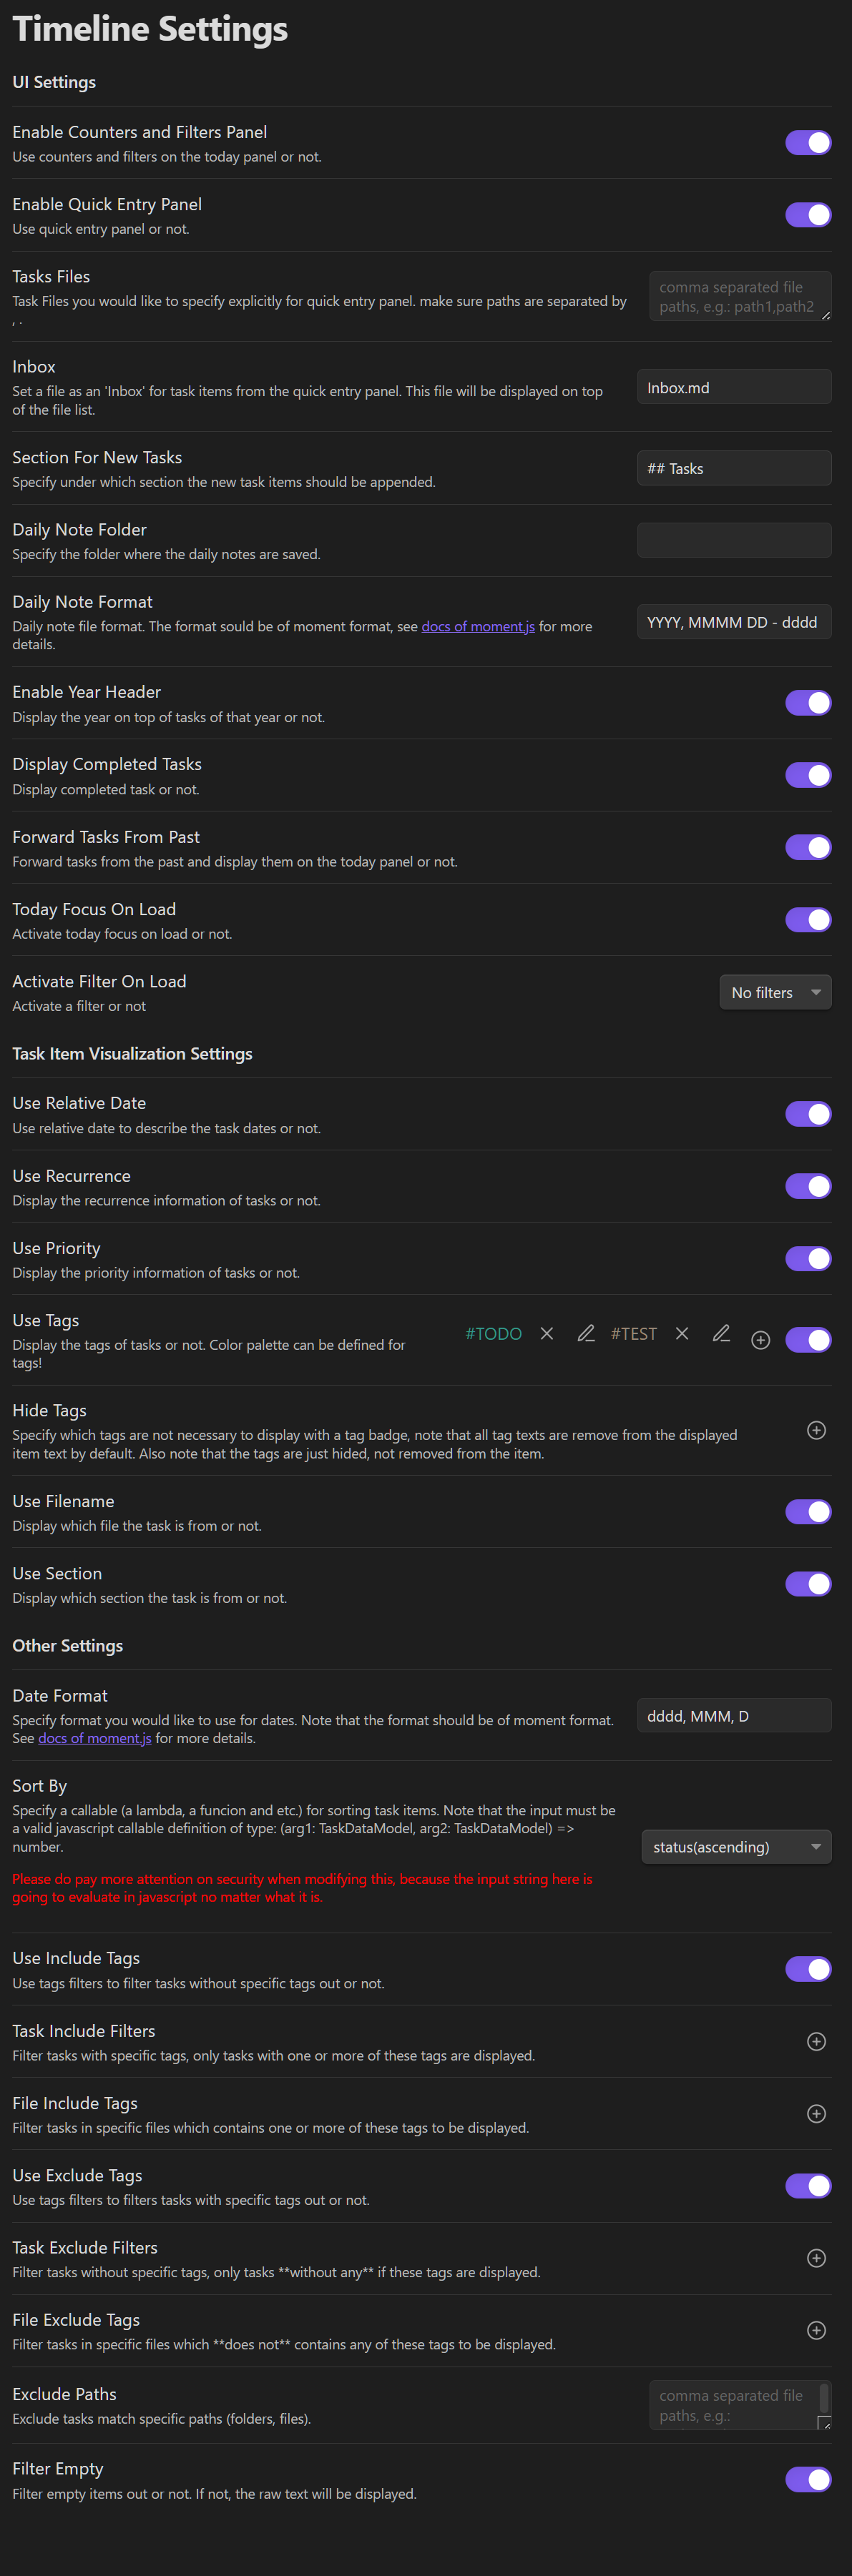 Timeline Settings
UI Settings
Enable Counters and Filters Panel
Use counters and filters on the today panel or not.
Enable Quick Entry Panel
Use quick entry panel or not.
Tasks Files
Task Files you would like to specify explicitly for quick entry panel. make sure paths are separated by
, .
comma separated file
paths, e.g.: path1,path2
Inbox
Set a file as an 'Inbox' for task items from the quick entry panel. This file will be displayed on top
of the file list.
Inbox.md
Section For New Tasks
Specify under which section the new task items should be appended.
## Tasks
Daily Note Folder
Specify the folder where the daily notes are saved.
Daily Note Format
Daily note file format. The format sould be of moment format, see docs of moment.js for more
details.
YYYY, MMMM DD - dddd
Enable Year Header
Display the year on top of tasks of that year or not.
Display Completed Tasks
Display completed task or not.
Forward Tasks From Past
Forward tasks from the past and display them on the today panel or not.
Today Focus On Load
Activate today focus on load or not.
Activate Filter On Load
Activate a filter or not
No filters
Task Item Visualization Settings
Use Relative Date
Use relative date to describe the task dates or not.
Use Recurrence
Display the recurrence information of tasks or not.
Use Priority
Display the priority information of tasks or not.
Use Tags
Display the tags of tasks or not. Color palette can be defined for
tags!
#TODO #TEST
Hide Tags
Specify which tags are not necessary to display with a tag badge, note that all tag texts are remove from the displayed
item text by default. Also note that the tags are just hided, not removed from the item.
Use Filename
Display which file the task is from or not.
Use Section
Display which section the task is from or not.
Other Settings
Date Format
Specify format you would like to use for dates. Note that the format should be of moment format.
See docs of moment.js for more details.
dddd, MMM, D
Sort By
Specify a callable (a lambda, a funcion and etc.) for sorting task items. Note that the input must be
a valid javascript callable definition of type: (arg1: TaskDataModel, arg2: TaskDataModel) =>
number.
Please do pay more attention on security when modifying this, because the input string here is
going to evaluate in javascript no matter what it is.
status(ascending)
Use Include Tags
Use tags filters to filter tasks without specific tags out or not.
Task Include Filters
Filter tasks with specific tags, only tasks with one or more of these tags are displayed.
File Include Tags
Filter tasks in specific files which contains one or more of these tags to be displayed.
Use Exclude Tags
Use tags filters to filters tasks with specific tags out or not.
Task Exclude Filters
Filter tasks without specific tags, only tasks **without any** if these tags are displayed.
File Exclude Tags
Filter tasks in specific files which **does not** contains any of these tags to be displayed.
Exclude Paths
Exclude tasks match specific paths (folders, files).
comma separated file
paths, e.g.:
Filter Empty
Filter empty items out or not. If not, the raw text will be displayed.